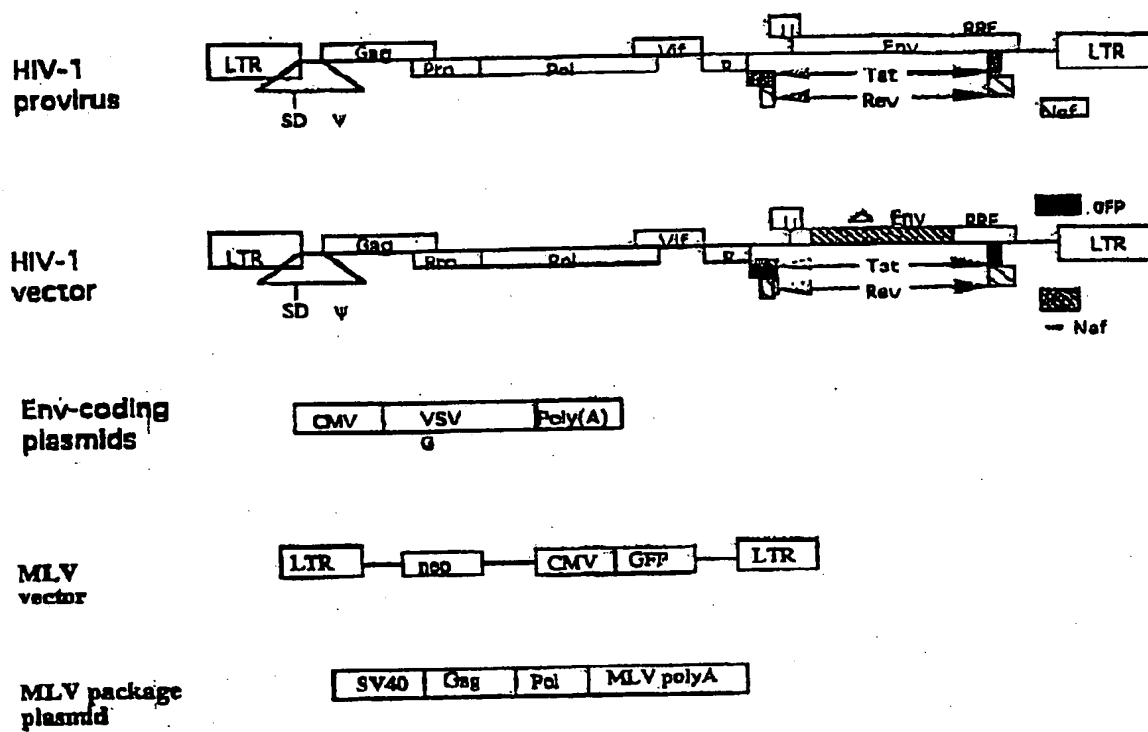 HIV-1 provirus
LTR
Gag
Pro
Pol
Vif
R
U
Env
RRE
LTR
Tat
Rev
Nef
SD ψ
HIV-1 vector
LTR
Gag
Pro
Pol
Vif
R
U
Δ Env
RRE
GFP
LTR
Tat
Rev
- Nef
SD ψ
Env-coding plasmids
CMV
VSV G
Poly(A)
MLV vector
LTR
neo
CMV
GFP
LTR
MLV package plasmid
SV40
Gag
Pol
MLV polyA